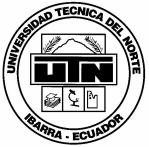 UNIVERSIDAD TECNICA DEL NORTE
UTN
IBARRA - ECUADOR